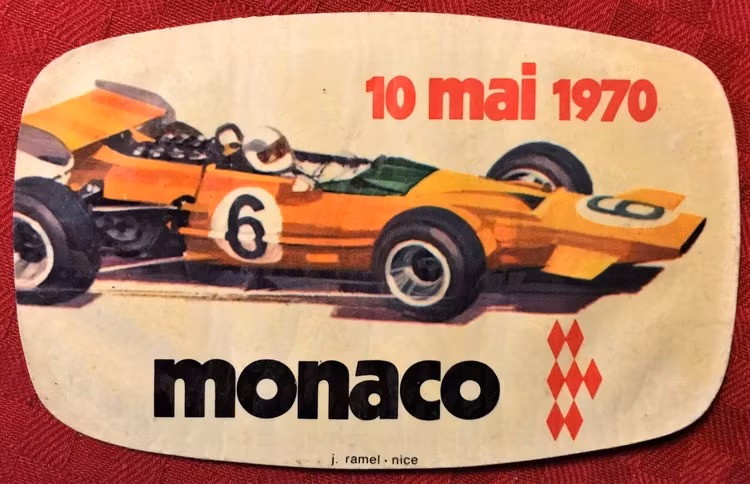 10 mai 1970
6
6
monaco
j. ramel · nice